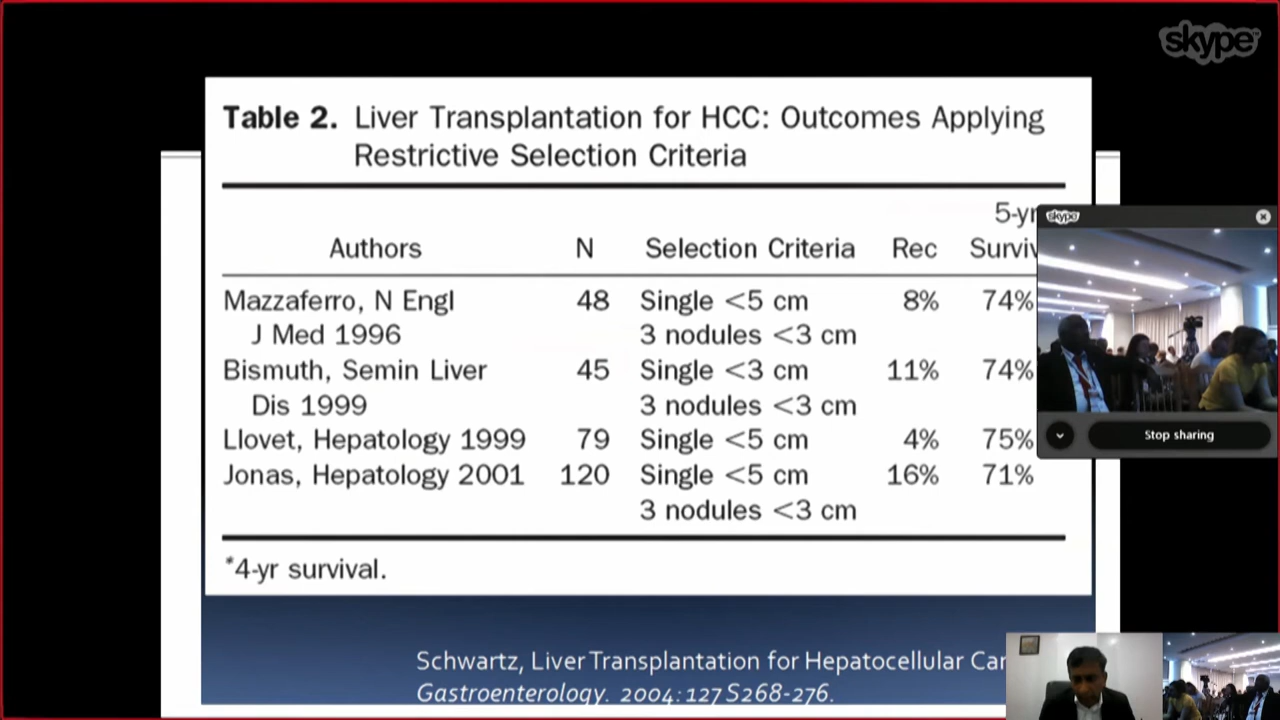 skype
Table 2. Liver Transplantation for HCC: Outcomes Applying
Restrictive Selection Criteria
5-yr
Authors N Selection Criteria Rec Surviv
Mazzaferro, N Engl 48 Single <5 cm 8% 74%
J Med 1996 3 nodules <3 cm
Bismuth, Semin Liver 45 Single <3 cm 11% 74%
Dis 1999 3 nodules <3 cm
Llovet, Hepatology 1999 79 Single <5 cm 4% 75%
Jonas, Hepatology 2001 120 Single <5 cm 16% 71%
3 nodules <3 cm
*4-yr survival.
Schwartz, Liver Transplantation for Hepatocellular Car
Gastroenterology. 2004: 127 S268-276.
skype
Stop sharing